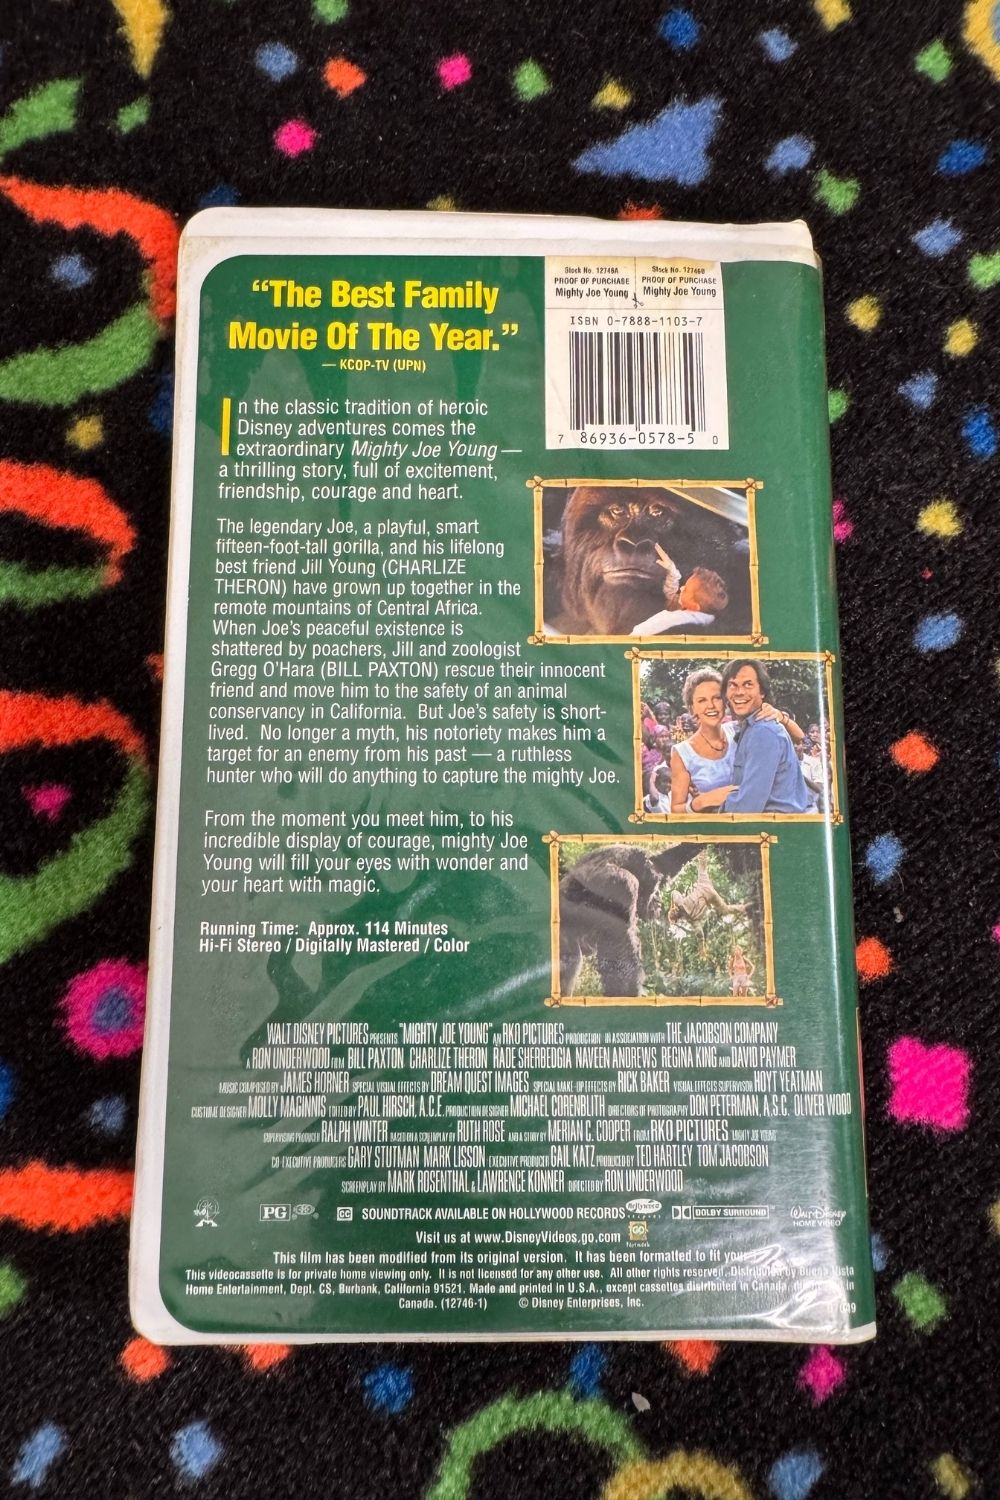 "The Best Family
Movie Of The Year."
— KCOP-TV (UPN)
Stock No. 12746A
PROOF OF PURCHASE
Mighty Joe Young
Stock No. 12746B
PROOF OF PURCHASE
Mighty Joe Young
ISBN 0-7888-1103-7
7 86936-0578-5 0
In the classic tradition of heroic
Disney adventures comes the
extraordinary Mighty Joe Young —
a thrilling story, full of excitement,
friendship, courage and heart.
The legendary Joe, a playful, smart
fifteen-foot-tall gorilla, and his lifelong
best friend Jill Young (CHARLIZE
THERON) have grown up together in the
remote mountains of Central Africa.
When Joe's peaceful existence is
shattered by poachers, Jill and zoologist
Gregg O'Hara (BILL PAXTON) rescue their innocent
friend and move him to the safety of an animal
conservancy in California. But Joe's safety is short-
lived. No longer a myth, his notoriety makes him a
target for an enemy from his past — a ruthless
hunter who will do anything to capture the mighty Joe.
From the moment you meet him, to his
incredible display of courage, mighty Joe
Young will fill your eyes with wonder and
your heart with magic.
Running Time: Approx. 114 Minutes
Hi-Fi Stereo / Digitally Mastered / Color
WALT DISNEY PICTURES PRESENTS "MIGHTY JOE YOUNG" AN RKO PICTURES PRODUCTION IN ASSOCIATION WITH THE JACOBSON COMPANY
A RON UNDERWOOD FILM BILL PAXTON CHARLIZE THERON RADE SHERBEDGIA NAVEEN ANDREWS REGINA KING AND DAVID PAYMER
MUSIC COMPOSED BY JAMES HORNER SPECIAL VISUAL EFFECTS BY DREAM QUEST IMAGES SPECIAL MAKE-UP EFFECTS BY RICK BAKER VISUAL EFFECTS SUPERVISOR HOYT YEATMAN
COSTUME DESIGNER MOLLY MAGINNIS EDITED BY PAUL HIRSCH, A.C.E. PRODUCTION DESIGNER MICHAEL CORENBLITH DIRECTORS OF PHOTOGRAPHY DON PETERMAN, A.S.C. OLIVER WOOD
SUPERVISING PRODUCER RALPH WINTER BASED ON A SCREENPLAY BY RUTH ROSE AND A STORY BY MERIAN C. COOPER FROM RKO PICTURES' "MIGHTY JOE YOUNG"
CO-EXECUTIVE PRODUCERS GARY STUTMAN MARK LISSON EXECUTIVE PRODUCER GAIL KATZ PRODUCED BY TED HARTLEY TOM JACOBSON
SCREENPLAY BY MARK ROSENTHAL & LAWRENCE KONNER DIRECTED BY RON UNDERWOOD
PG CC SOUNDTRACK AVAILABLE ON HOLLYWOOD RECORDS Hollywood DOLBY SURROUND Walt Disney HOME VIDEO
Visit us at www.DisneyVideos.go.com GO Network
This film has been modified from its original version. It has been formatted to fit your
This videocassette is for private home viewing only. It is not licensed for any other use. All other rights reserved. Distributed by Buena Vista
Home Entertainment, Dept. CS, Burbank, California 91521. Made and printed in U.S.A., except cassettes distributed in Canada, in
Canada. (12746-1) © Disney Enterprises, Inc.